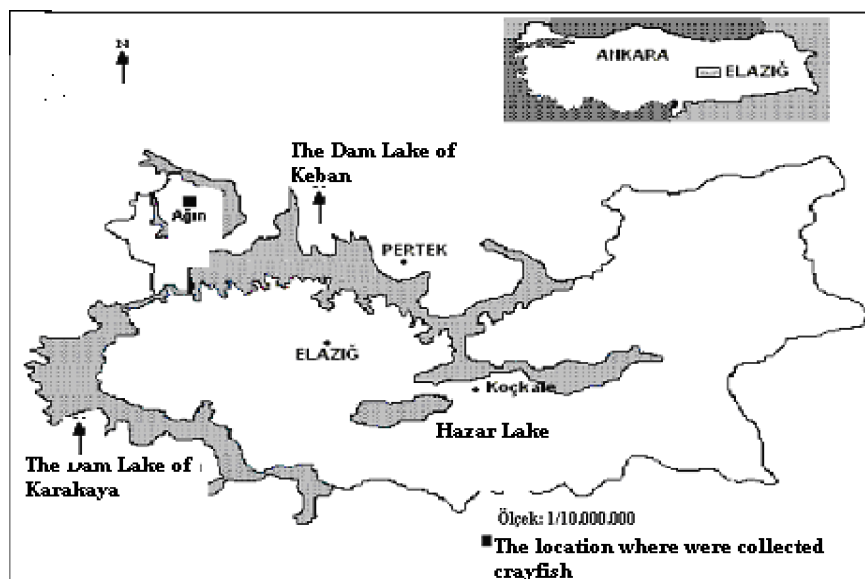 N
ANKARA
ELAZIĞ
The Dam Lake of
Keban
Ağın
PERTEK
ELAZIĞ
Koçkale
Hazar Lake
The Dam Lake of
Karakaya
Ölçek: 1/10.000.000
The location where were collected
crayfish